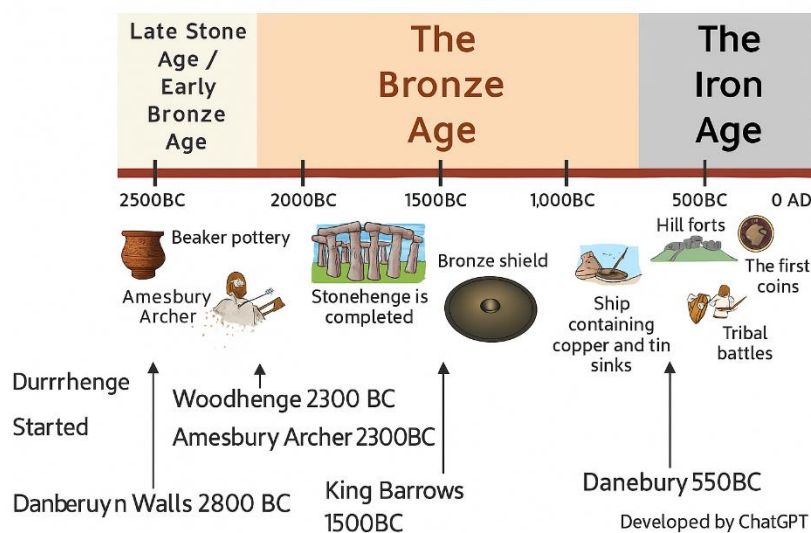 Late Stone
Age /
Early
Bronze
Age
The
Bronze
Age
The
Iron
Age
2500BC
2000BC
1500BC
1,000BC
500BC
0 AD
Beaker pottery
Amesbury
Archer
Stonehenge is
completed
Bronze shield
Ship
containing
copper and tin
sinks
Hill forts
The first
coins
Tribal
battles
Durrrhenge
Started
Woodhenge 2300 BC
Amesbury Archer 2300BC
Danberuyn Walls 2800 BC
King Barrows
1500BC
Danebury 550BC
Developed by ChatGPT